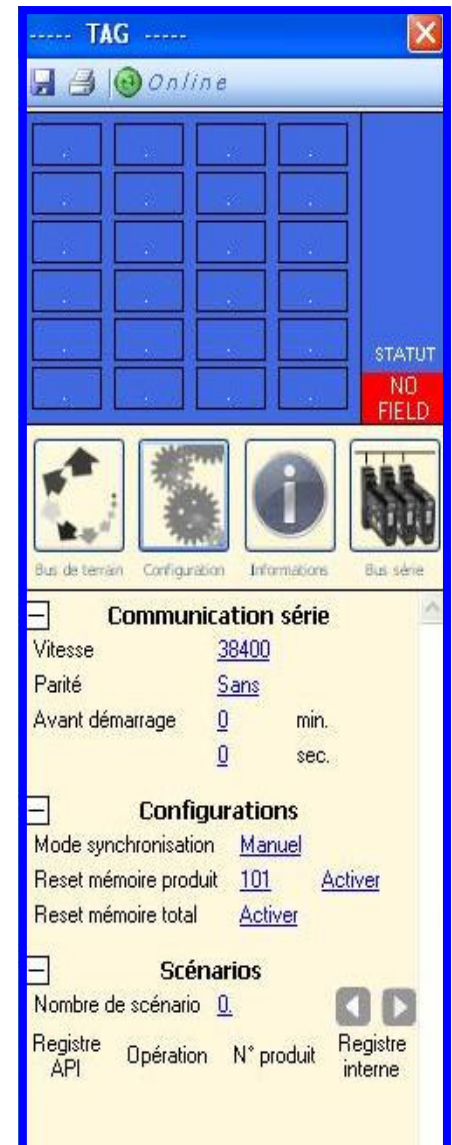 ----- TAG -----
Online
STATUT
NO
FIELD
Bus de terrain Configuration Informations Bus série
Communication série
Vitesse 38400
Parité Sans
Avant démarrage 0 min.
0 sec.
Configurations
Mode synchronisation Manuel
Reset mémoire produit 101 Activer
Reset mémoire total Activer
Scénarios
Nombre de scénario 0.
Registre API Opération N° produit Registre interne